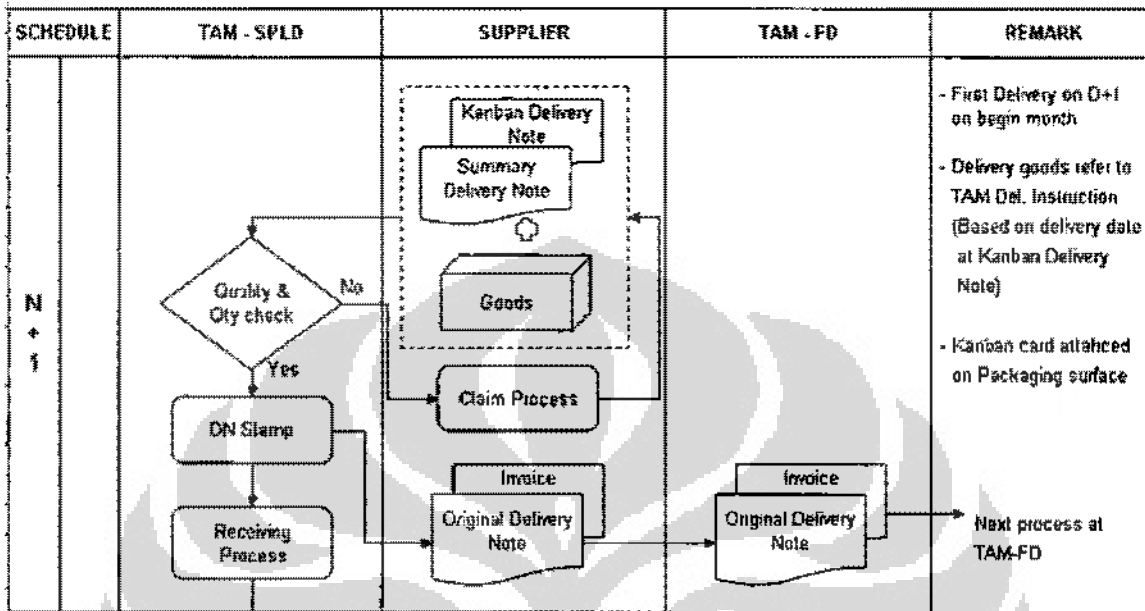 SCHEDULE
TAM - SPLD
SUPPLIER
TAM - FD
REMARK
N
+
1
Kanban Delivery
Note
Summary
Delivery Note
Goods
Quality &
Qty check
No
Yes
Claim Process
DN Stamp
Receiving
Process
Invoice
Original Delivery
Note
Invoice
Original Delivery
Note
- First Delivery on D+1
on begin month
- Delivery goods refer to
TAM Del. Instruction
(Based on delivery date
at Kanban Delivery
Note)
- Kanban card attahced
on Packaging surface
Next process at
TAM-FD